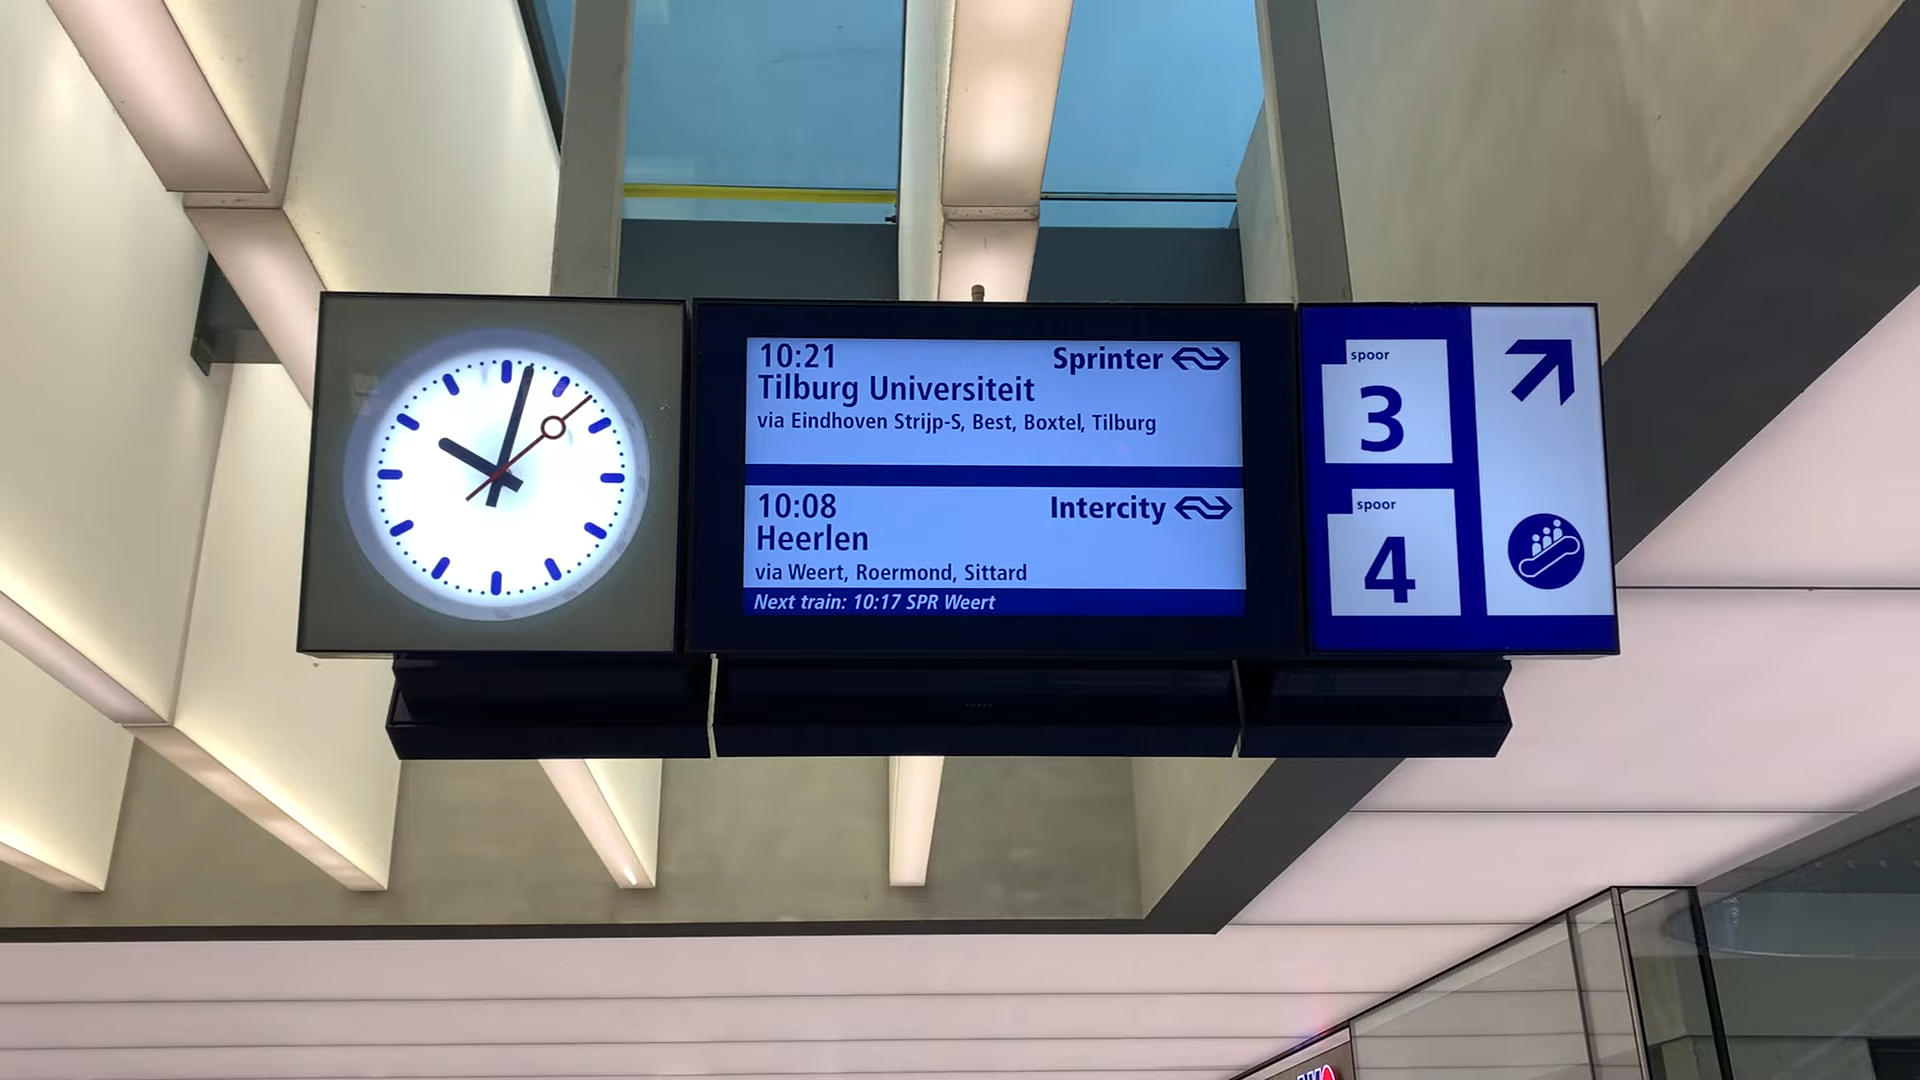 10:21 Sprinter
Tilburg Universiteit
via Eindhoven Strijp-S, Best, Boxtel, Tilburg
10:08 Intercity
Heerlen
via Weert, Roermond, Sittard
Next train: 10:17 SPR Weert
spoor
3
spoor
4